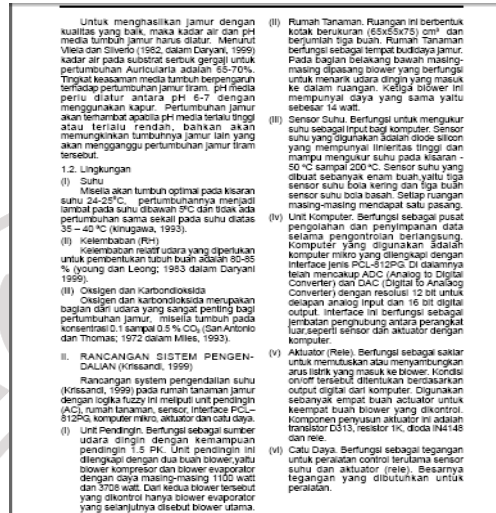 Untuk menghasilkan jamur dengan
kualitas yang baik, maka kadar air dan pH
media tumbuh jamur harus diatur. Menurut
Vilela dan Silverio (1982, dalam Daryani, 1999)
kadar air pada substrat serbuk gergaji untuk
pertumbuhan Auricularia adalah 65-70%.
Tingkat keasaman media tumbuh berpengaruh
terhadap pertumbuhan jamur tiram. pH media
perlu diatur antara pH 6-7 dengan
menggunakan kapur. Pertumbuhan jamur
akan terhambat apabila pH media terlalu tinggi
atau terlalu rendah, bahkan akan
memungkinkan tumbuhnya jamur lain yang
akan mengganggu pertumbuhan jamur tiram
tersebut.
1.2. Lingkungan
(i) Suhu
Misella akan tumbuh optimal pada kisaran
suhu 24-25°C, pertumbuhannya menjadi
lambat pada suhu dibawah 5°C dan tidak ada
pertumbuhan sama sekali pada suhu diatas
35 – 40 °C (kinugawa, 1993).
(ii) Kelembaban (RH)
Kelembaban relatif udara yang diperlukan
untuk pembentukan tubuh buah adalah 80-85
% (young dan Leong; 1983 dalam Daryani
1999).
(iii) Oksigen dan Karbondioksida
Oksigen dan karbondioksida merupakan
bagian dari udara yang sangat penting bagi
pertumbuhan jamur, misella tumbuh pada
konsentrasi 0.1 sampai 0.5 % CO₂ (San Antonio
dan Thomas; 1972 dalam Miles, 1993).
II. RANCANGAN SISTEM PENGEN-
DALIAN (Krissandi, 1999)
Rancangan system pengendalian suhu
(Krissandi, 1999) pada rumah tanaman jamur
dengan logika fuzzy ini meliputi unit pendingin
(AC), rumah tanaman, sensor, interface PCL–
812PG, komputer mikro, aktuator dan catu daya.
(i) Unit Pendingin. Berfungsi sebagai sumber
udara dingin dengan kemampuan
pendingin 1.5 PK. Unit pendingin ini
dilengkapi dengan dua buah blower,yaitu
blower kompresor dan blower evaporator
dengan daya masing-masing 1100 watt
dan 3708 watt. Dari kedua blower tersebut
yang dikontrol hanya blower evaporator
yang selanjutnya disebut blower utama.
(ii) Rumah Tanaman. Ruangan ini berbentuk
kotak berukuran (65x55x75) cm³ dan
berjumlah tiga buah. Rumah Tanaman
berfungsi sebagai tempat budidaya jamur.
Pada bagian belakang bawah masing-
masing dipasang blower yang berfungsi
untuk menarik udara dingin yang masuk
ke dalam ruangan. Ketiga blower ini
mempunyai daya yang sama yaitu
sebesar 14 watt.
(iii) Sensor Suhu. Berfungsi untuk mengukur
suhu sebagai input bagi komputer. Sensor
suhu yang digunakan adalah diode silicon
yang mempunyai linieritas tinggi dan
mampu mengukur suhu pada kisaran -
50 °C sampai 200 °C. Sensor suhu yang
dibuat sebanyak enam buah,yaitu tiga
sensor suhu bola kering dan tiga buah
sensor suhu bola basah. Setiap ruangan
masing-masing mendapat satu pasang.
(iv) Unit Komputer. Berfungsi sebagai pusat
pengolahan dan penyimpanan data
selama pengontrolan berlangsung.
Komputer yang digunakan adalah
komputer mikro yang dilengkapi dengan
interface jenis PCL-812PG. Di dalamnya
telah mencakup ADC (Analog to Digital
Converter) dan DAC (Digital to Analaog
Converter) dengan resolusi 12 bit untuk
delapan analog input dan 16 bit digital
output. Interface ini berfungsi sebagai
jembatan penghubung antara perangkat
luar,seperti sensor dan aktuator dengan
komputer.
(v) Aktuator (Rele). Berfungsi sebagai saklar
untuk memutuskan atau menyambungkan
arus listrik yang masuk ke blower. Kondisi
on/off tersebut ditentukan berdasarkan
output digital dari komputer. Digunakan
sebanyak empat buah actuator untuk
keempat buah blower yang dikontrol.
Komponen penyusun aktuator ini adalah
transistor D313, resistor 1K, dioda IN4148
dan rele.
(vi) Catu Daya. Berfungsi sebagai tegangan
untuk peralatan control terutama sensor
suhu dan aktuator (rele). Besarnya
tegangan yang dibutuhkan untuk
peralatan.